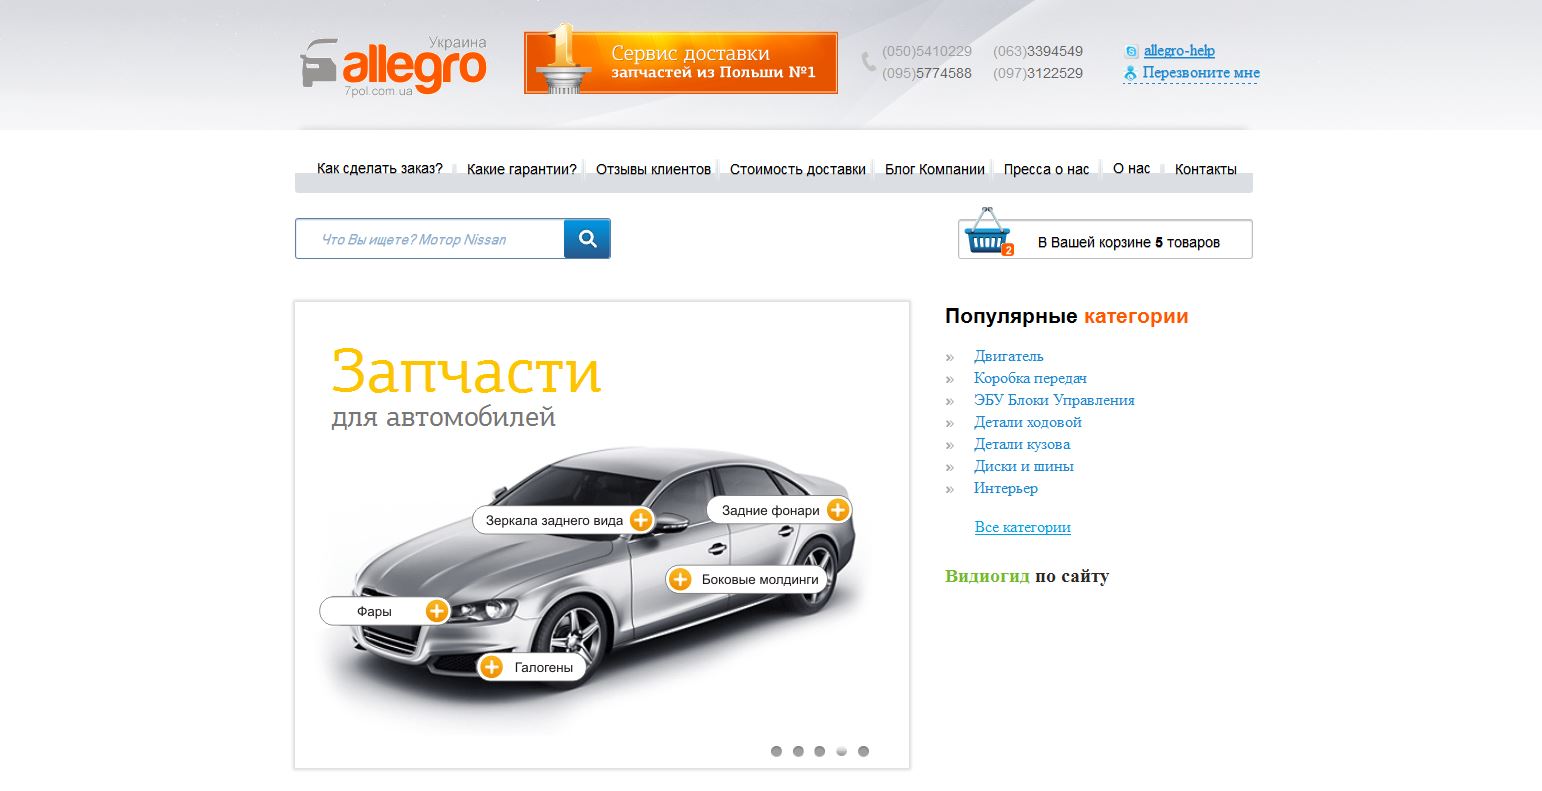 Украина
allegro
7pol.com.ua
1
Сервис доставки
запчастей из Польши №1
(050)5410229 (063)3394549
(095)5774588 (097)3122529
allegro-help
Перезвоните мне
Как сделать заказ? Какие гарантии? Отзывы клиентов Стоимость доставки Блог Компании Пресса о нас О нас Контакты
Что Вы ищете? Мотор Nissan
2
В Вашей корзине 5 товаров
Запчасти
для автомобилей
Зеркала заднего вида
Задние фонари
Боковые молдинги
Фары
Галогены
Популярные категории
Двигатель
Коробка передач
ЭБУ Блоки Управления
Детали ходовой
Детали кузова
Диски и шины
Интерьер
Все категории
Видиогид по сайту